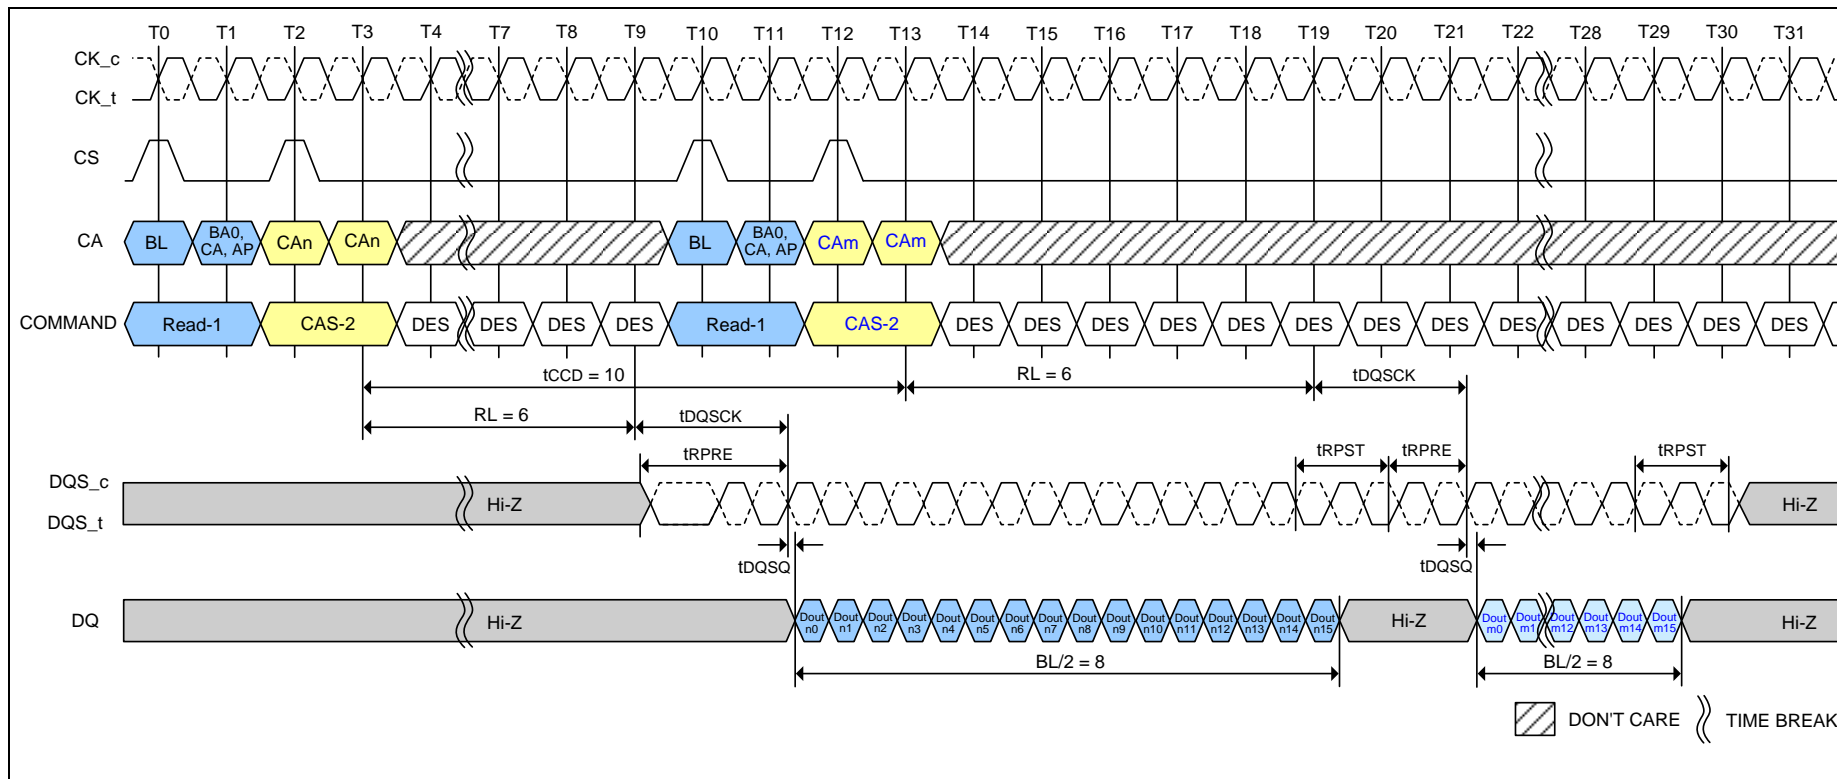 T0 T1 T2 T3 T4 T7 T8 T9 T10 T11 T12 T13 T14 T15 T16 T17 T18 T19 T20 T21 T22 T28 T29 T30 T31
CK_c
CK_t
CS
CA BL BA0, CA, AP CAn CAn BL BA0, CA, AP CAm CAm
COMMAND Read-1 CAS-2 DES DES DES DES Read-1 CAS-2 DES DES DES DES DES DES DES DES DES DES DES DES DES
tCCD = 10 RL = 6 tDQSCK
RL = 6 tDQSCK
tRPRE tRPST tRPRE tRPST
DQS_c
Hi-Z Hi-Z
DQS_t
tDQSQ tDQSQ
DQ Hi-Z Dout n0 Dout n1 Dout n2 Dout n3 Dout n4 Dout n5 Dout n6 Dout n7 Dout n8 Dout n9 Dout n10 Dout n11 Dout n12 Dout n13 Dout n14 Dout n15 Hi-Z Dout m0 Dout m1 Dout m12 Dout m13 Dout m14 Dout m15 Hi-Z
BL/2 = 8 BL/2 = 8
DON'T CARE TIME BREAK